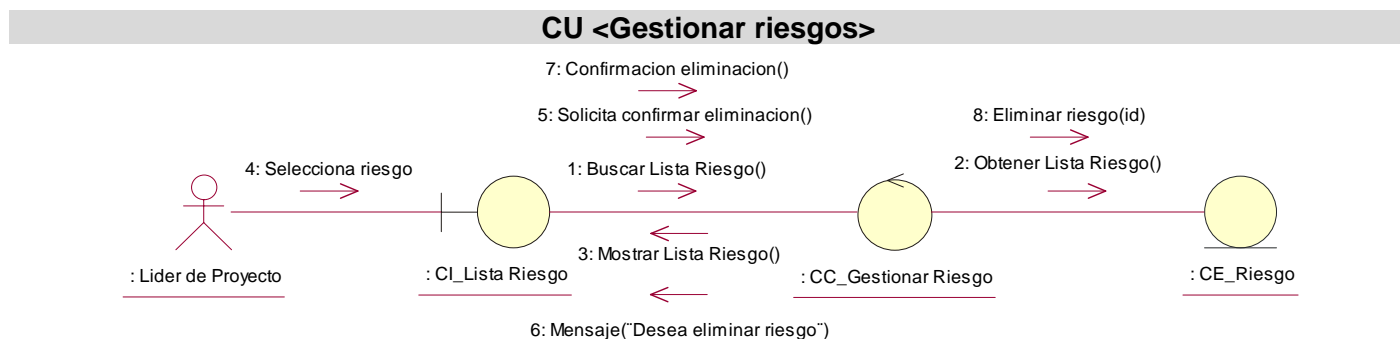 CU <Gestionar riesgos>
7: Confirmacion eliminacion()
5: Solicita confirmar eliminacion()
8: Eliminar riesgo(id)
4: Selecciona riesgo
1: Buscar Lista Riesgo()
2: Obtener Lista Riesgo()
3: Mostrar Lista Riesgo()
: Lider de Proyecto
: CI_Lista Riesgo
: CC_Gestionar Riesgo
: CE_Riesgo
6: Mensaje(¨Desea eliminar riesgo¨)